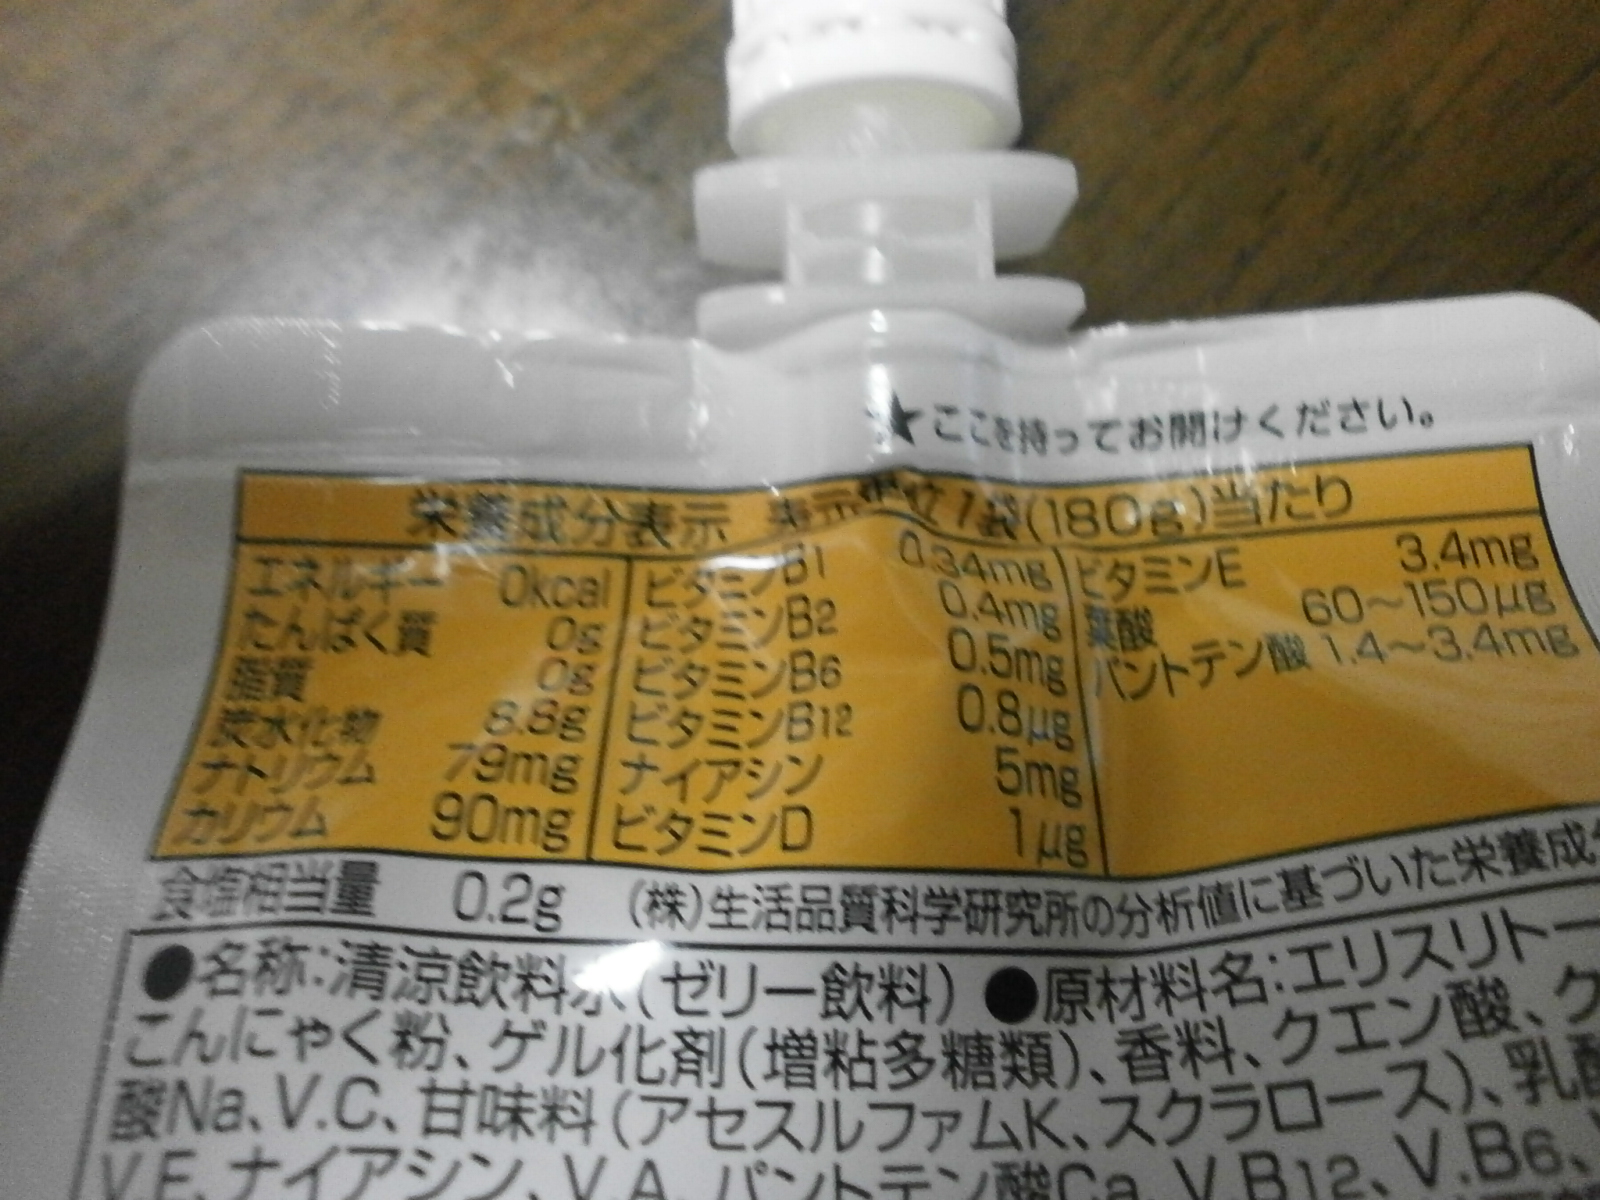 ★ここを持ってお開けください。
栄養成分表示 表示単位1袋(180g)当たり
エネルギー 0kcal
たんぱく質 0g
脂質 0g
炭水化物 8.8g
ナトリウム 79mg
カリウム 90mg
ビタミンB1 0.34mg
ビタミンB2 0.4mg
ビタミンB6 0.5mg
ビタミンB12 0.8μg
ナイアシン 5mg
ビタミンD 1μg
ビタミンE 3.4mg
葉酸 60〜150μg
パントテン酸 1.4〜3.4mg
食塩相当量 0.2g (株)生活品質科学研究所の分析値に基づいた栄養成
●名称:清涼飲料水(ゼリー飲料) ●原材料名:エリスリトー
こんにゃく粉、ゲル化剤(増粘多糖類)、香料、クエン酸、ク
酸Na、V.C、甘味料(アセスルファムK、スクラロース)、乳
V.E、ナイアシン、V.A、パントテン酸Ca、V.B12、V.B6、